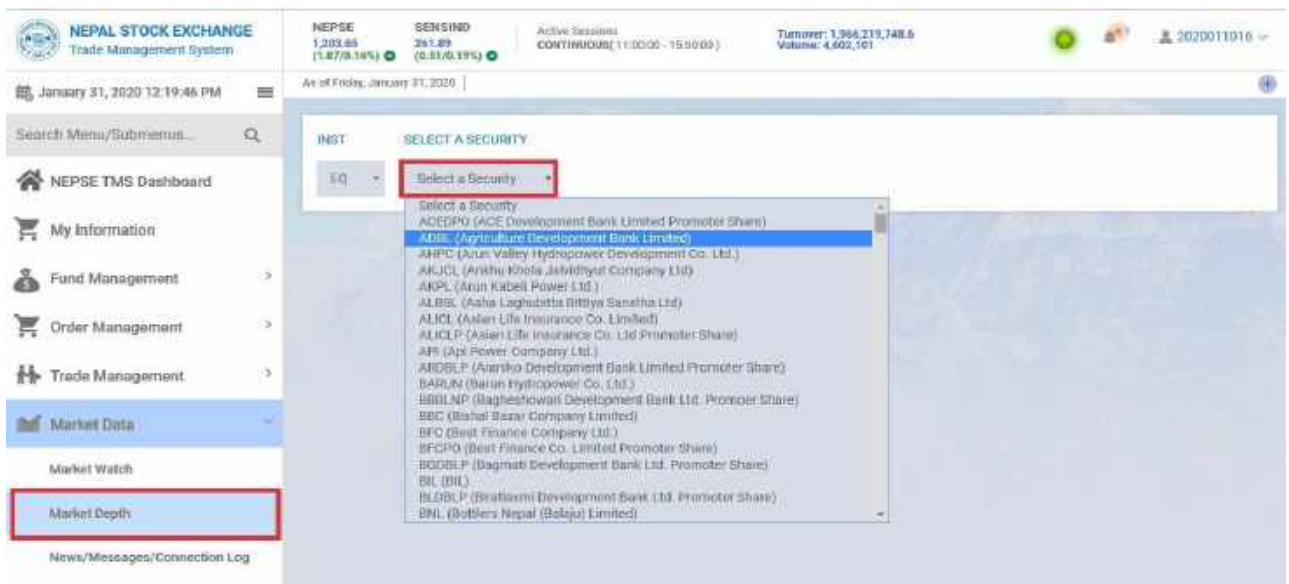 NEPAL STOCK EXCHANGE
Trade Management System
NEPSE
1,203.65
(1.87/0.16%)
SENSIND
261.89
(0.51/0.19%)
Active Sessions
CONTINUOUS( 11:00:00 - 15:00:00 )
Turnover: 1,966,219,748.6
Volume: 4,602,101
2020011016
January 31, 2020 12:19:46 PM
As of Friday, January 31, 2020
Search Menu/Submenus...
NEPSE TMS Dashboard
My Information
Fund Management
Order Management
Trade Management
Market Data
Market Watch
Market Depth
News/Messages/Connection Log
INST
SELECT A SECURITY
EQ
Select a Security
Select a Security
ACEDPO (ACE Development Bank Limited Promoter Share)
ADBL (Agriculture Development Bank Limited)
AHPC (Arun Valley Hydropower Development Co. Ltd.)
AKJCL (Ankhu Khola Jalvidhyut Company Ltd)
AKPL (Arun Kabeli Power Ltd.)
ALBSL (Asha Laghubitta Bittiya Sanstha Ltd)
ALICL (Asian Life Insurance Co. Limited)
ALICLP (Asian Life Insurance Co. Ltd Promoter Share)
API (Api Power Company Ltd.)
ARDBLP (Araniko Development Bank Limited Promoter Share)
BARUN (Barun Hydropower Co. Ltd.)
BBBLNP (Bagheshowari Development Bank Ltd. Promoer Share)
BBC (Bishal Bazar Company Limited)
BFC (Best Finance Company Ltd.)
BFCPO (Best Finance Co. Limited Promoter Share)
BGDBLP (Bagmati Development Bank Ltd. Promoter Share)
BIL (BIL)
BLDBLP (Biratlaxmi Development Bank Ltd. Promotor Share)
BNL (Bottlers Nepal (Balaju) Limited)